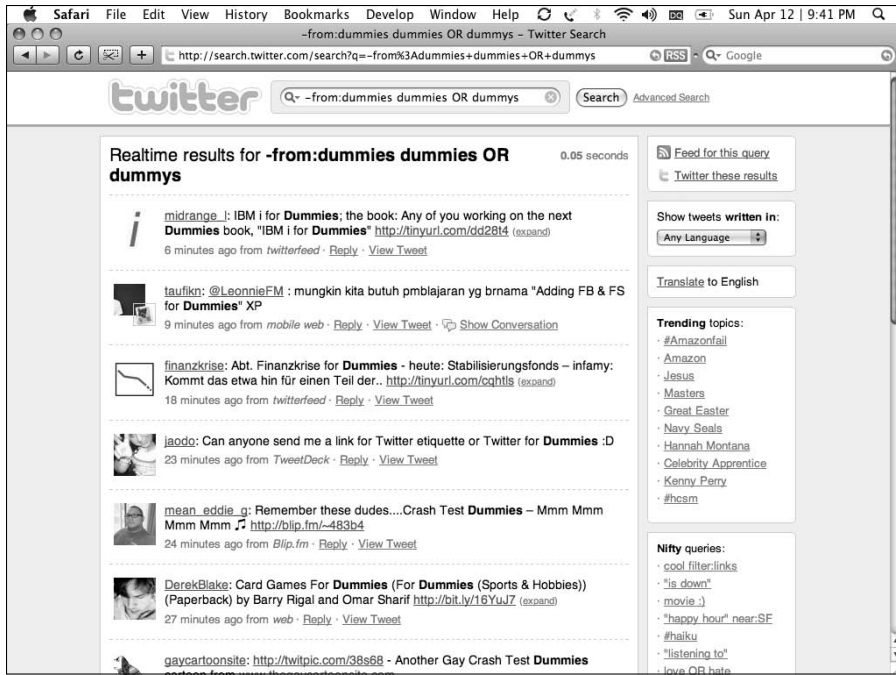 Safari File Edit View History Bookmarks Develop Window Help Sun Apr 12 | 9:41 PM
-from:dummies dummies OR dummys – Twitter Search
http://search.twitter.com/search?q=-from%3Adummies+dummies+OR+dummys RSS Google
twitter -from:dummies dummies OR dummys Search Advanced Search
Realtime results for -from:dummies dummies OR dummys
0.05 seconds
midrange_l: IBM i for Dummies; the book: Any of you working on the next
Dummies book, "IBM i for Dummies" http://tinyurl.com/dd28t4 (expand)
6 minutes ago from twitterfeed · Reply · View Tweet
taufikn: @LeonnieFM : mungkin kita butuh pmblajaran yg brnama "Adding FB & FS
for Dummies" XP
9 minutes ago from mobile web · Reply · View Tweet · Show Conversation
finanzkrise: Abt. Finanzkrise for Dummies - heute: Stabilisierungsfonds – infamy:
Kommt das etwa hin für einen Teil der.. http://tinyurl.com/cqhtls (expand)
18 minutes ago from twitterfeed · Reply · View Tweet
jaodo: Can anyone send me a link for Twitter etiquette or Twitter for Dummies :D
23 minutes ago from TweetDeck · Reply · View Tweet
mean_eddie_g: Remember these dudes....Crash Test Dummies – Mmm Mmm
Mmm Mmm ♫ http://blip.fm/~483b4
24 minutes ago from Blip.fm · Reply · View Tweet
DerekBlake: Card Games For Dummies (For Dummies (Sports & Hobbies))
(Paperback) by Barry Rigal and Omar Sharif http://bit.ly/16YuJ7 (expand)
27 minutes ago from web · Reply · View Tweet
gaycartoonsite: http://twitpic.com/38s68 - Another Gay Crash Test Dummies
cartoon from www.thegaycartoonsite.com
Feed for this query
Twitter these results
Show tweets written in:
Any Language
Translate to English
Trending topics:
· #Amazonfail
· Amazon
· Jesus
· Masters
· Great Easter
· Navy Seals
· Hannah Montana
· Celebrity Apprentice
· Kenny Perry
· #hcsm
Nifty queries:
· cool filter:links
· "is down"
· movie :)
· "happy hour" near:SF
· #haiku
· "listening to"
· love OR hate